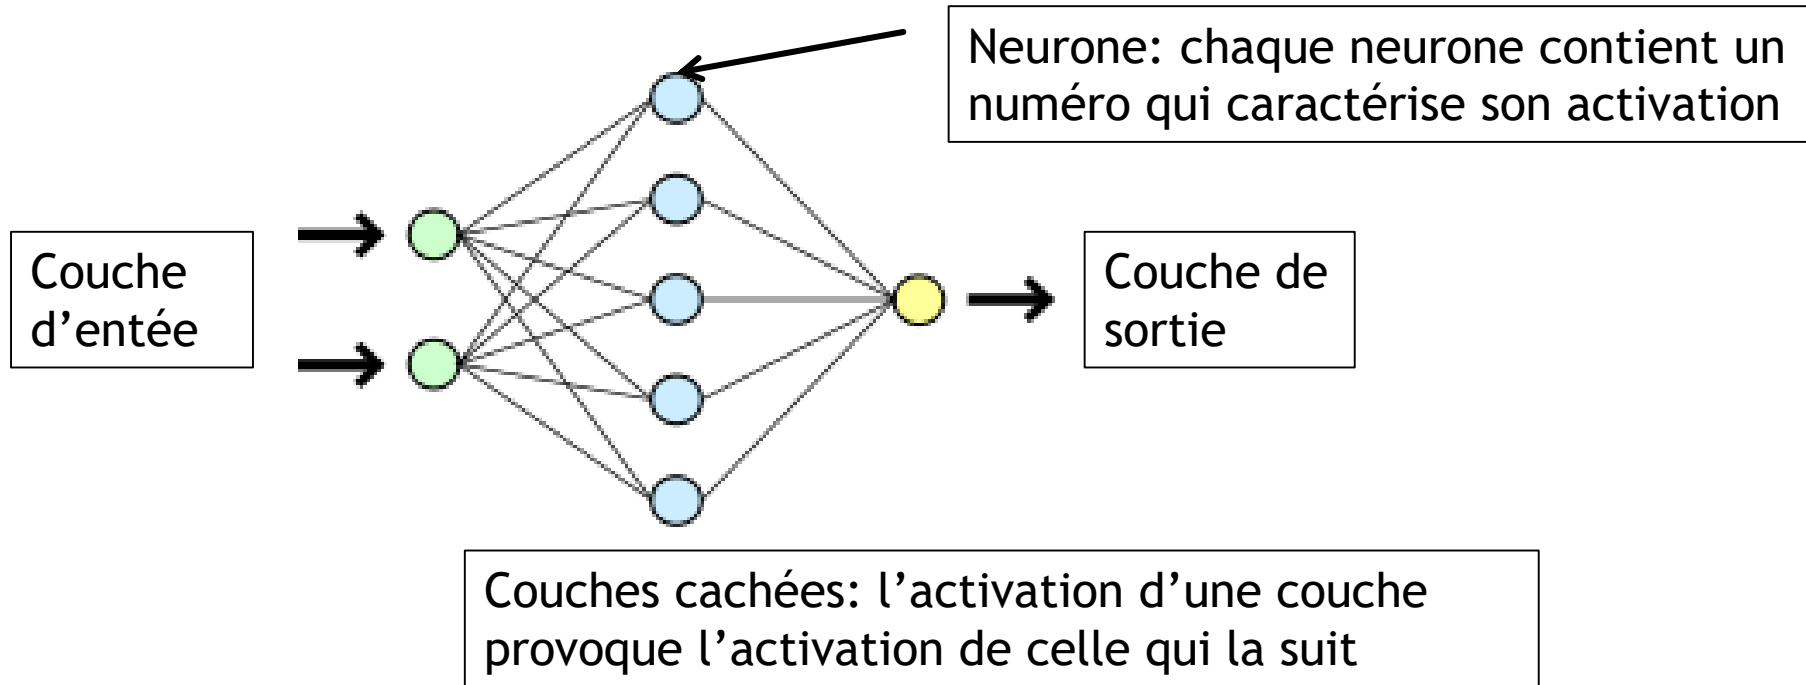 Neurone: chaque neurone contient un
numéro qui caractérise son activation
Couche
d’entée
Couche de
sortie
Couches cachées: l’activation d’une couche
provoque l’activation de celle qui la suit